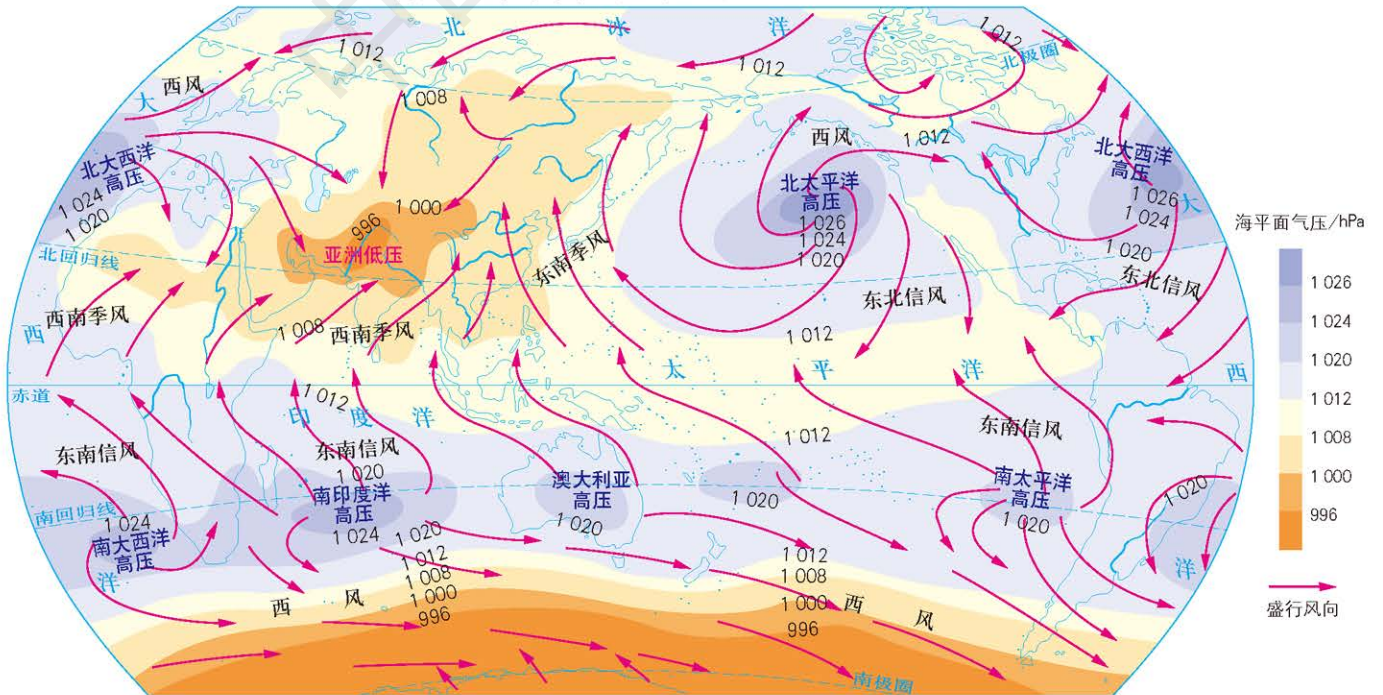 北 冰 洋
1 012
西风
大
1 008
1 012
1 012
北极圈
西风
1 012
北大西洋
高压
1 024
1 020
北大西洋
高压
1 026
1 024
1 020
大
北太平洋
高压
1 026
1 024
1 020
1 000
996
亚洲低压
北回归线
东南季风
东北信风
东北信风
西南季风
西
1 008
西南季风
1 012
太 平 洋
西
赤道
1 012
印 度 洋
东南信风
东南信风
1 012
东南信风
1 020
南印度洋
高压
1 024
澳大利亚
高压
1 020
1 020
南太平洋
高压
1 020
1 020
南回归线
1 024
南大西洋
高压
洋
洋
1 020
1 012
1 008
1 000
996
西 风
1 012
1 008
1 000
996
西 风
南极圈
海平面气压/hPa
1 026
1 024
1 020
1 012
1 008
1 000
996
盛行风向